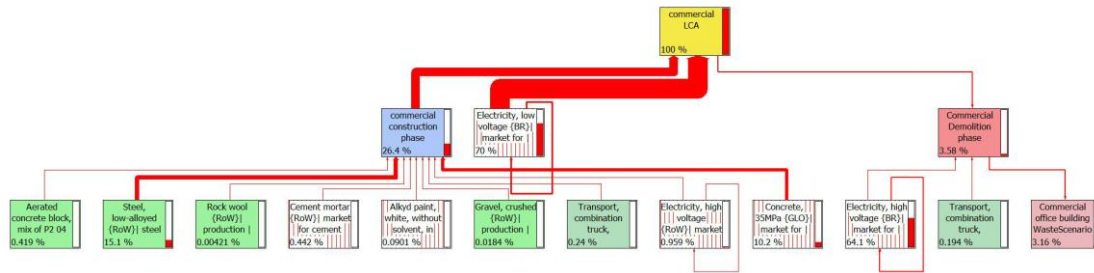 commercial
LCA
100 %
commercial
construction
phase
26.4 %
Electricity, low
voltage {BR}|
market for |
70 %
Commercial
Demolition
phase
3.58 %
Aerated
concrete block,
mix of P2 04
0.419 %
Steel,
low-alloyed
{RoW}| steel
15.1 %
Rock wool
{RoW}|
production |
0.00421 %
Cement mortar
{RoW}| market
for cement
0.442 %
Alkyd paint,
white, without
solvent, in
0.0901 %
Gravel, crushed
{RoW}|
production |
0.0184 %
Transport,
combination
truck,
0.24 %
Electricity, high
voltage
{RoW}| market
0.959 %
Concrete,
35MPa {GLO}|
market for |
10.2 %
Electricity, high
voltage {BR}|
market for |
64.1 %
Transport,
combination
truck,
0.194 %
Commercial
office building
WasteScenario
3.16 %